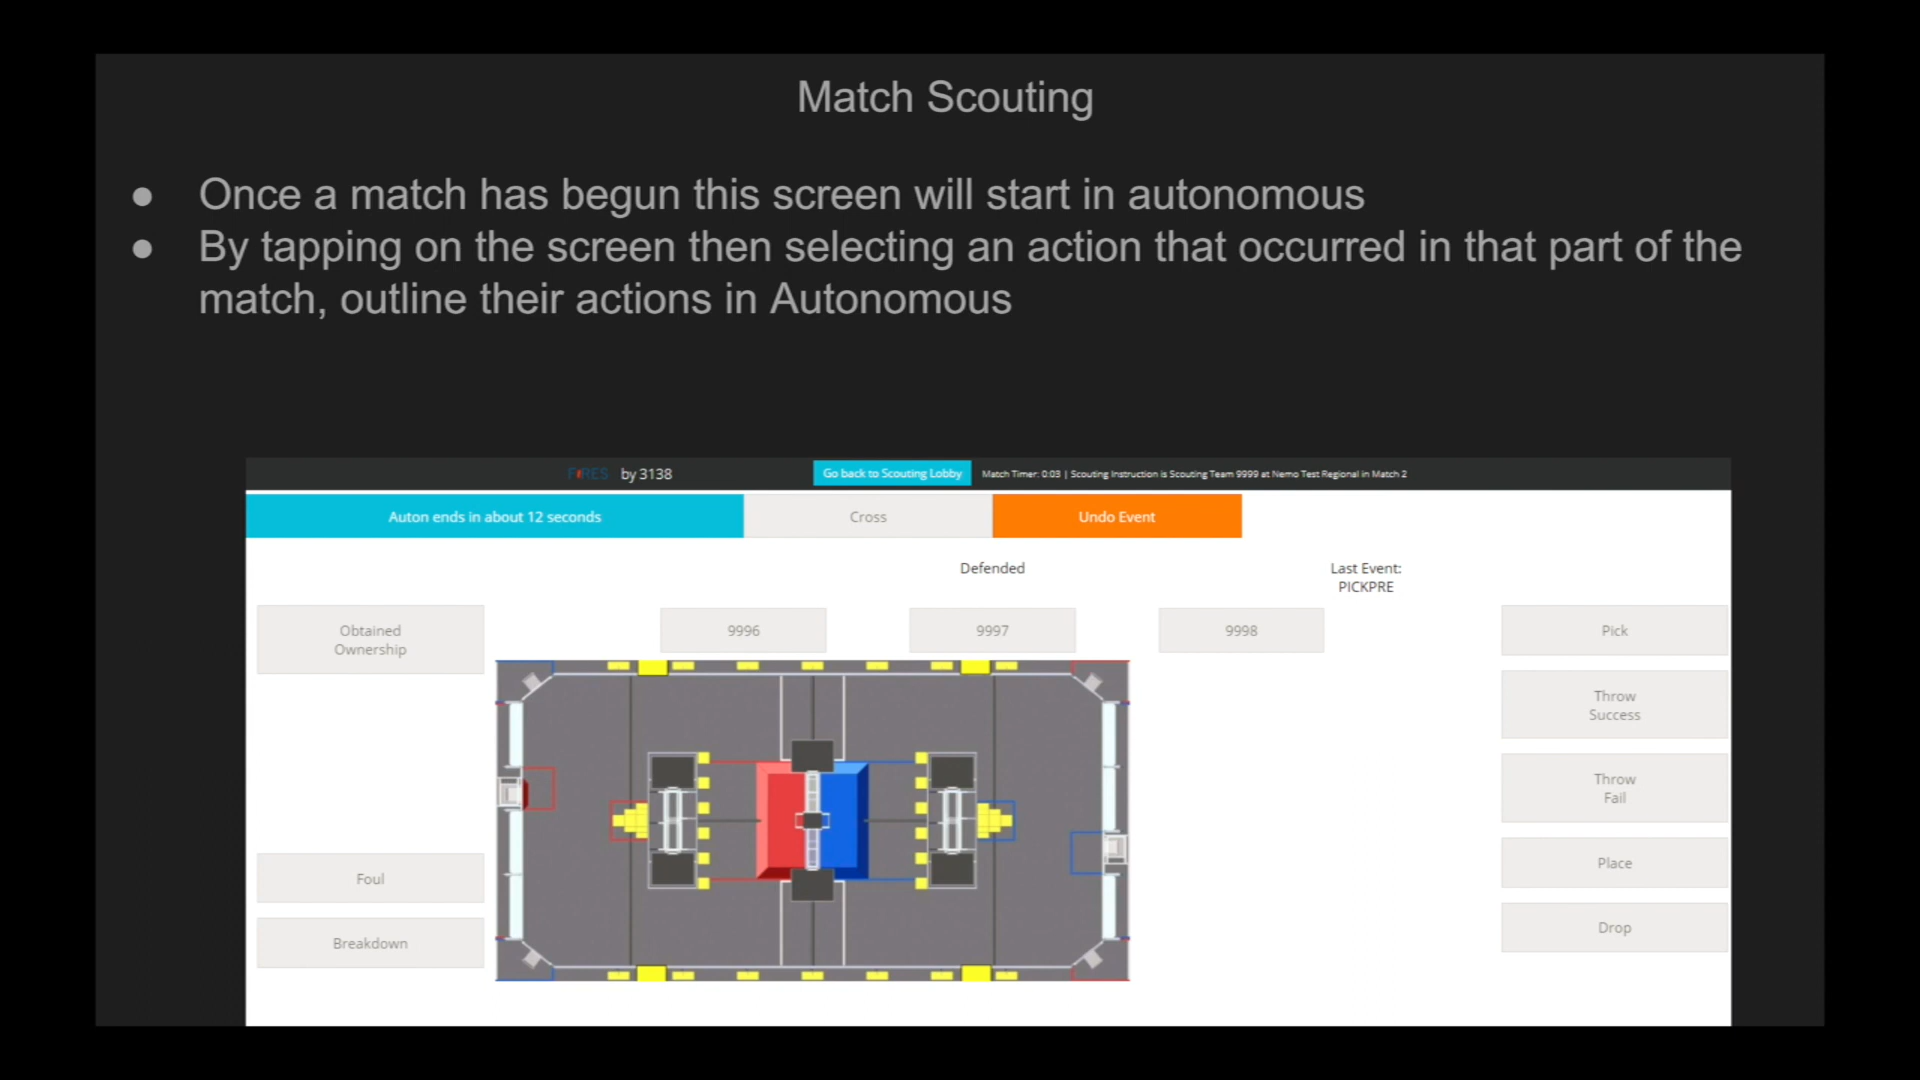 Match Scouting
● Once a match has begun this screen will start in autonomous
● By tapping on the screen then selecting an action that occurred in that part of the
match, outline their actions in Autonomous
FIRES by 3138
Go back to Scouting Lobby
Match Timer: 0:03 | Scouting Instruction is Scouting Team 9999 at Nemo Test Regional in Match 2
Auton ends in about 12 seconds
Cross
Undo Event
Defended
Last Event:
PICKPRE
Obtained
Ownership
9996
9997
9998
Pick
Throw
Success
Throw
Fail
Place
Drop
Foul
Breakdown